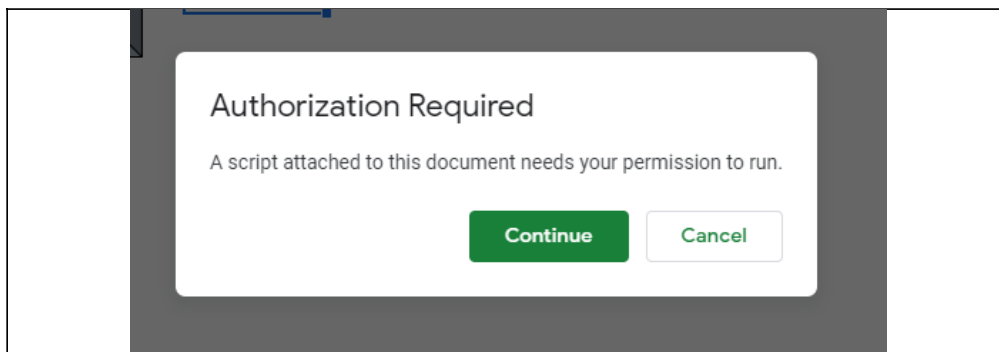 Authorization Required
A script attached to this document needs your permission to run.
Continue Cancel